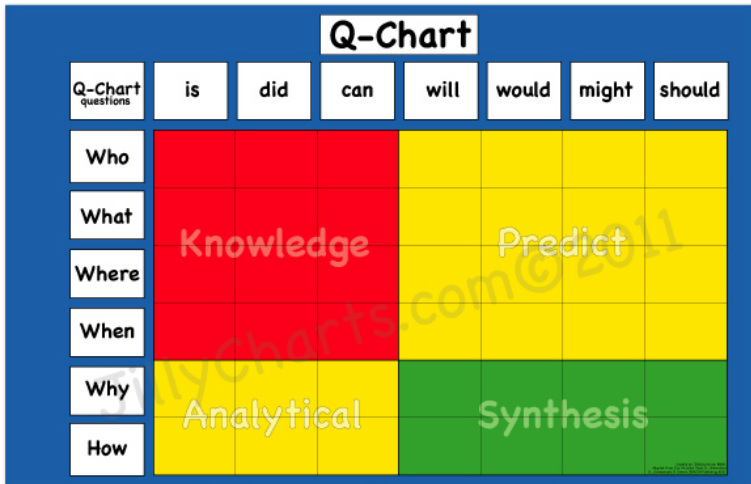 Q-Chart
Q-Chart is did can will would might should
questions
Who
What
Where
When
Why
How
Knowledge Predict
Analytical Synthesis
JillyCharts.com©2011